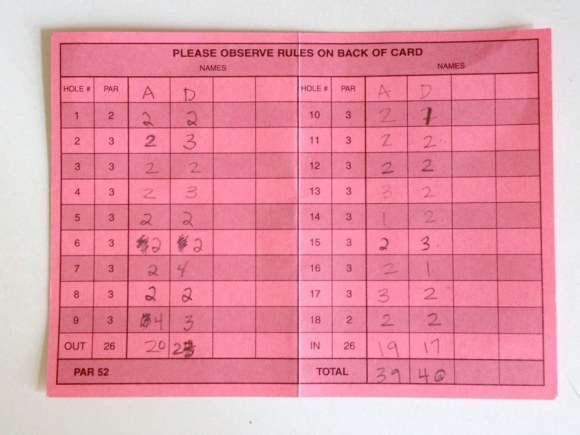 PLEASE OBSERVE RULES ON BACK OF CARD
NAMES NAMES
HOLE # PAR A D HOLE # PAR A D
1 2 2 2 10 3 2 1
2 3 2 3 11 3 2 2
3 3 2 2 12 3 2 2
4 3 2 3 13 3 3 2
5 3 2 2 14 3 1 2
6 3 2 2 15 3 2 3
7 3 2 4 16 3 2 1
8 3 2 2 17 3 3 2
9 3 4 3 18 2 2 2
OUT 26 20 23 IN 26 19 17
PAR 52 TOTAL 39 40